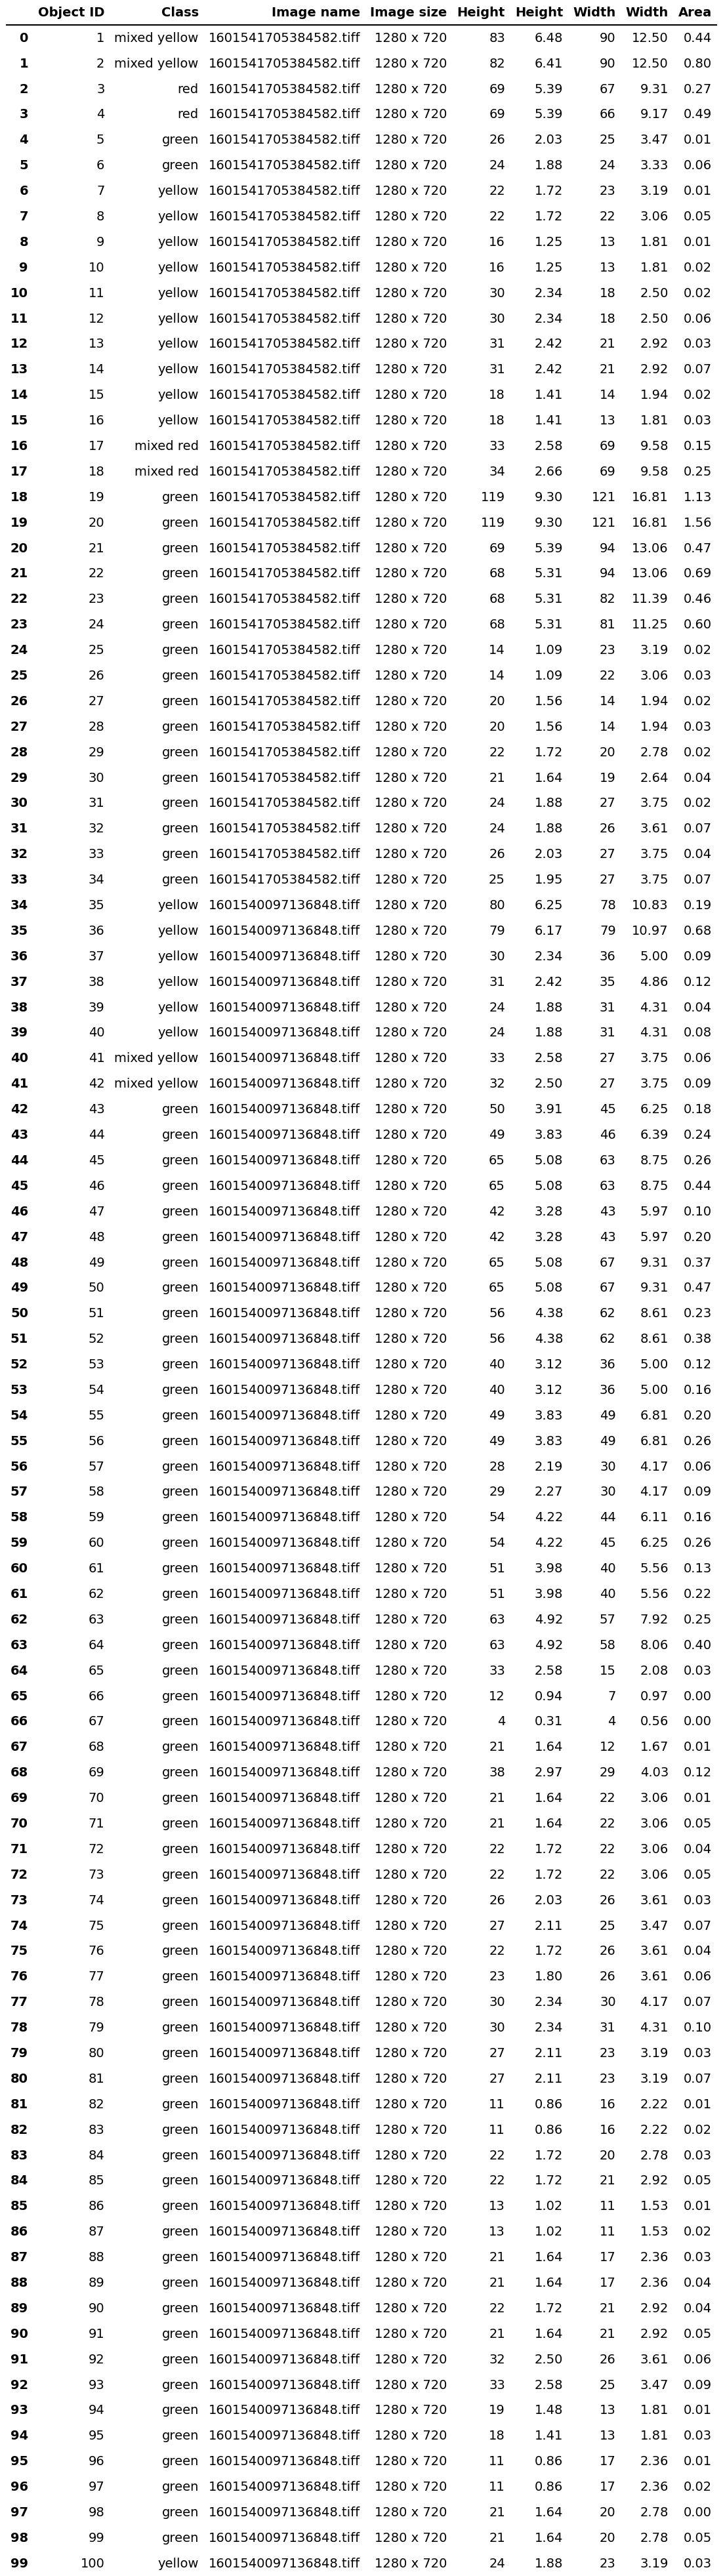 Object ID Class Image name Image size Height Height Width Width Area
0 1 mixed yellow 1601541705384582.tiff 1280 x 720 83 6.48 90 12.50 0.44
1 2 mixed yellow 1601541705384582.tiff 1280 x 720 82 6.41 90 12.50 0.80
2 3 red 1601541705384582.tiff 1280 x 720 69 5.39 67 9.31 0.27
3 4 red 1601541705384582.tiff 1280 x 720 69 5.39 66 9.17 0.49
4 5 green 1601541705384582.tiff 1280 x 720 26 2.03 25 3.47 0.01
5 6 green 1601541705384582.tiff 1280 x 720 24 1.88 24 3.33 0.06
6 7 yellow 1601541705384582.tiff 1280 x 720 22 1.72 23 3.19 0.01
7 8 yellow 1601541705384582.tiff 1280 x 720 22 1.72 22 3.06 0.05
8 9 yellow 1601541705384582.tiff 1280 x 720 16 1.25 13 1.81 0.01
9 10 yellow 1601541705384582.tiff 1280 x 720 16 1.25 13 1.81 0.02
10 11 yellow 1601541705384582.tiff 1280 x 720 30 2.34 18 2.50 0.02
11 12 yellow 1601541705384582.tiff 1280 x 720 30 2.34 18 2.50 0.06
12 13 yellow 1601541705384582.tiff 1280 x 720 31 2.42 21 2.92 0.03
13 14 yellow 1601541705384582.tiff 1280 x 720 31 2.42 21 2.92 0.07
14 15 yellow 1601541705384582.tiff 1280 x 720 18 1.41 14 1.94 0.02
15 16 yellow 1601541705384582.tiff 1280 x 720 18 1.41 13 1.81 0.03
16 17 mixed red 1601541705384582.tiff 1280 x 720 33 2.58 69 9.58 0.15
17 18 mixed red 1601541705384582.tiff 1280 x 720 34 2.66 69 9.58 0.25
18 19 green 1601541705384582.tiff 1280 x 720 119 9.30 121 16.81 1.13
19 20 green 1601541705384582.tiff 1280 x 720 119 9.30 121 16.81 1.56
20 21 green 1601541705384582.tiff 1280 x 720 69 5.39 94 13.06 0.47
21 22 green 1601541705384582.tiff 1280 x 720 68 5.31 94 13.06 0.69
22 23 green 1601541705384582.tiff 1280 x 720 68 5.31 82 11.39 0.46
23 24 green 1601541705384582.tiff 1280 x 720 68 5.31 81 11.25 0.60
24 25 green 1601541705384582.tiff 1280 x 720 14 1.09 23 3.19 0.02
25 26 green 1601541705384582.tiff 1280 x 720 14 1.09 22 3.06 0.03
26 27 green 1601541705384582.tiff 1280 x 720 20 1.56 14 1.94 0.02
27 28 green 1601541705384582.tiff 1280 x 720 20 1.56 14 1.94 0.03
28 29 green 1601541705384582.tiff 1280 x 720 22 1.72 20 2.78 0.02
29 30 green 1601541705384582.tiff 1280 x 720 21 1.64 19 2.64 0.04
30 31 green 1601541705384582.tiff 1280 x 720 24 1.88 27 3.75 0.02
31 32 green 1601541705384582.tiff 1280 x 720 24 1.88 26 3.61 0.07
32 33 green 1601541705384582.tiff 1280 x 720 26 2.03 27 3.75 0.04
33 34 green 1601541705384582.tiff 1280 x 720 25 1.95 27 3.75 0.07
34 35 yellow 1601540097136848.tiff 1280 x 720 80 6.25 78 10.83 0.19
35 36 yellow 1601540097136848.tiff 1280 x 720 79 6.17 79 10.97 0.68
36 37 yellow 1601540097136848.tiff 1280 x 720 30 2.34 36 5.00 0.09
37 38 yellow 1601540097136848.tiff 1280 x 720 31 2.42 35 4.86 0.12
38 39 yellow 1601540097136848.tiff 1280 x 720 24 1.88 31 4.31 0.04
39 40 yellow 1601540097136848.tiff 1280 x 720 24 1.88 31 4.31 0.08
40 41 mixed yellow 1601540097136848.tiff 1280 x 720 33 2.58 27 3.75 0.06
41 42 mixed yellow 1601540097136848.tiff 1280 x 720 32 2.50 27 3.75 0.09
42 43 green 1601540097136848.tiff 1280 x 720 50 3.91 45 6.25 0.18
43 44 green 1601540097136848.tiff 1280 x 720 49 3.83 46 6.39 0.24
44 45 green 1601540097136848.tiff 1280 x 720 65 5.08 63 8.75 0.26
45 46 green 1601540097136848.tiff 1280 x 720 65 5.08 63 8.75 0.44
46 47 green 1601540097136848.tiff 1280 x 720 42 3.28 43 5.97 0.10
47 48 green 1601540097136848.tiff 1280 x 720 42 3.28 43 5.97 0.20
48 49 green 1601540097136848.tiff 1280 x 720 65 5.08 67 9.31 0.37
49 50 green 1601540097136848.tiff 1280 x 720 65 5.08 67 9.31 0.47
50 51 green 1601540097136848.tiff 1280 x 720 56 4.38 62 8.61 0.23
51 52 green 1601540097136848.tiff 1280 x 720 56 4.38 62 8.61 0.38
52 53 green 1601540097136848.tiff 1280 x 720 40 3.12 36 5.00 0.12
53 54 green 1601540097136848.tiff 1280 x 720 40 3.12 36 5.00 0.16
54 55 green 1601540097136848.tiff 1280 x 720 49 3.83 49 6.81 0.20
55 56 green 1601540097136848.tiff 1280 x 720 49 3.83 49 6.81 0.26
56 57 green 1601540097136848.tiff 1280 x 720 28 2.19 30 4.17 0.06
57 58 green 1601540097136848.tiff 1280 x 720 29 2.27 30 4.17 0.09
58 59 green 1601540097136848.tiff 1280 x 720 54 4.22 44 6.11 0.16
59 60 green 1601540097136848.tiff 1280 x 720 54 4.22 45 6.25 0.26
60 61 green 1601540097136848.tiff 1280 x 720 51 3.98 40 5.56 0.13
61 62 green 1601540097136848.tiff 1280 x 720 51 3.98 40 5.56 0.22
62 63 green 1601540097136848.tiff 1280 x 720 63 4.92 57 7.92 0.25
63 64 green 1601540097136848.tiff 1280 x 720 63 4.92 58 8.06 0.40
64 65 green 1601540097136848.tiff 1280 x 720 33 2.58 15 2.08 0.03
65 66 green 1601540097136848.tiff 1280 x 720 12 0.94 7 0.97 0.00
66 67 green 1601540097136848.tiff 1280 x 720 4 0.31 4 0.56 0.00
67 68 green 1601540097136848.tiff 1280 x 720 21 1.64 12 1.67 0.01
68 69 green 1601540097136848.tiff 1280 x 720 38 2.97 29 4.03 0.12
69 70 green 1601540097136848.tiff 1280 x 720 21 1.64 22 3.06 0.01
70 71 green 1601540097136848.tiff 1280 x 720 21 1.64 22 3.06 0.05
71 72 green 1601540097136848.tiff 1280 x 720 22 1.72 22 3.06 0.04
72 73 green 1601540097136848.tiff 1280 x 720 22 1.72 22 3.06 0.05
73 74 green 1601540097136848.tiff 1280 x 720 26 2.03 26 3.61 0.03
74 75 green 1601540097136848.tiff 1280 x 720 27 2.11 25 3.47 0.07
75 76 green 1601540097136848.tiff 1280 x 720 22 1.72 26 3.61 0.04
76 77 green 1601540097136848.tiff 1280 x 720 23 1.80 26 3.61 0.06
77 78 green 1601540097136848.tiff 1280 x 720 30 2.34 30 4.17 0.07
78 79 green 1601540097136848.tiff 1280 x 720 30 2.34 31 4.31 0.10
79 80 green 1601540097136848.tiff 1280 x 720 27 2.11 23 3.19 0.03
80 81 green 1601540097136848.tiff 1280 x 720 27 2.11 23 3.19 0.07
81 82 green 1601540097136848.tiff 1280 x 720 11 0.86 16 2.22 0.01
82 83 green 1601540097136848.tiff 1280 x 720 11 0.86 16 2.22 0.02
83 84 green 1601540097136848.tiff 1280 x 720 22 1.72 20 2.78 0.03
84 85 green 1601540097136848.tiff 1280 x 720 22 1.72 21 2.92 0.05
85 86 green 1601540097136848.tiff 1280 x 720 13 1.02 11 1.53 0.01
86 87 green 1601540097136848.tiff 1280 x 720 13 1.02 11 1.53 0.02
87 88 green 1601540097136848.tiff 1280 x 720 21 1.64 17 2.36 0.03
88 89 green 1601540097136848.tiff 1280 x 720 21 1.64 17 2.36 0.04
89 90 green 1601540097136848.tiff 1280 x 720 22 1.72 21 2.92 0.04
90 91 green 1601540097136848.tiff 1280 x 720 21 1.64 21 2.92 0.05
91 92 green 1601540097136848.tiff 1280 x 720 32 2.50 26 3.61 0.06
92 93 green 1601540097136848.tiff 1280 x 720 33 2.58 25 3.47 0.09
93 94 green 1601540097136848.tiff 1280 x 720 19 1.48 13 1.81 0.01
94 95 green 1601540097136848.tiff 1280 x 720 18 1.41 13 1.81 0.03
95 96 green 1601540097136848.tiff 1280 x 720 11 0.86 17 2.36 0.01
96 97 green 1601540097136848.tiff 1280 x 720 11 0.86 17 2.36 0.02
97 98 green 1601540097136848.tiff 1280 x 720 21 1.64 20 2.78 0.00
98 99 green 1601540097136848.tiff 1280 x 720 21 1.64 20 2.78 0.05
99 100 yellow 1601540097136848.tiff 1280 x 720 24 1.88 23 3.19 0.03